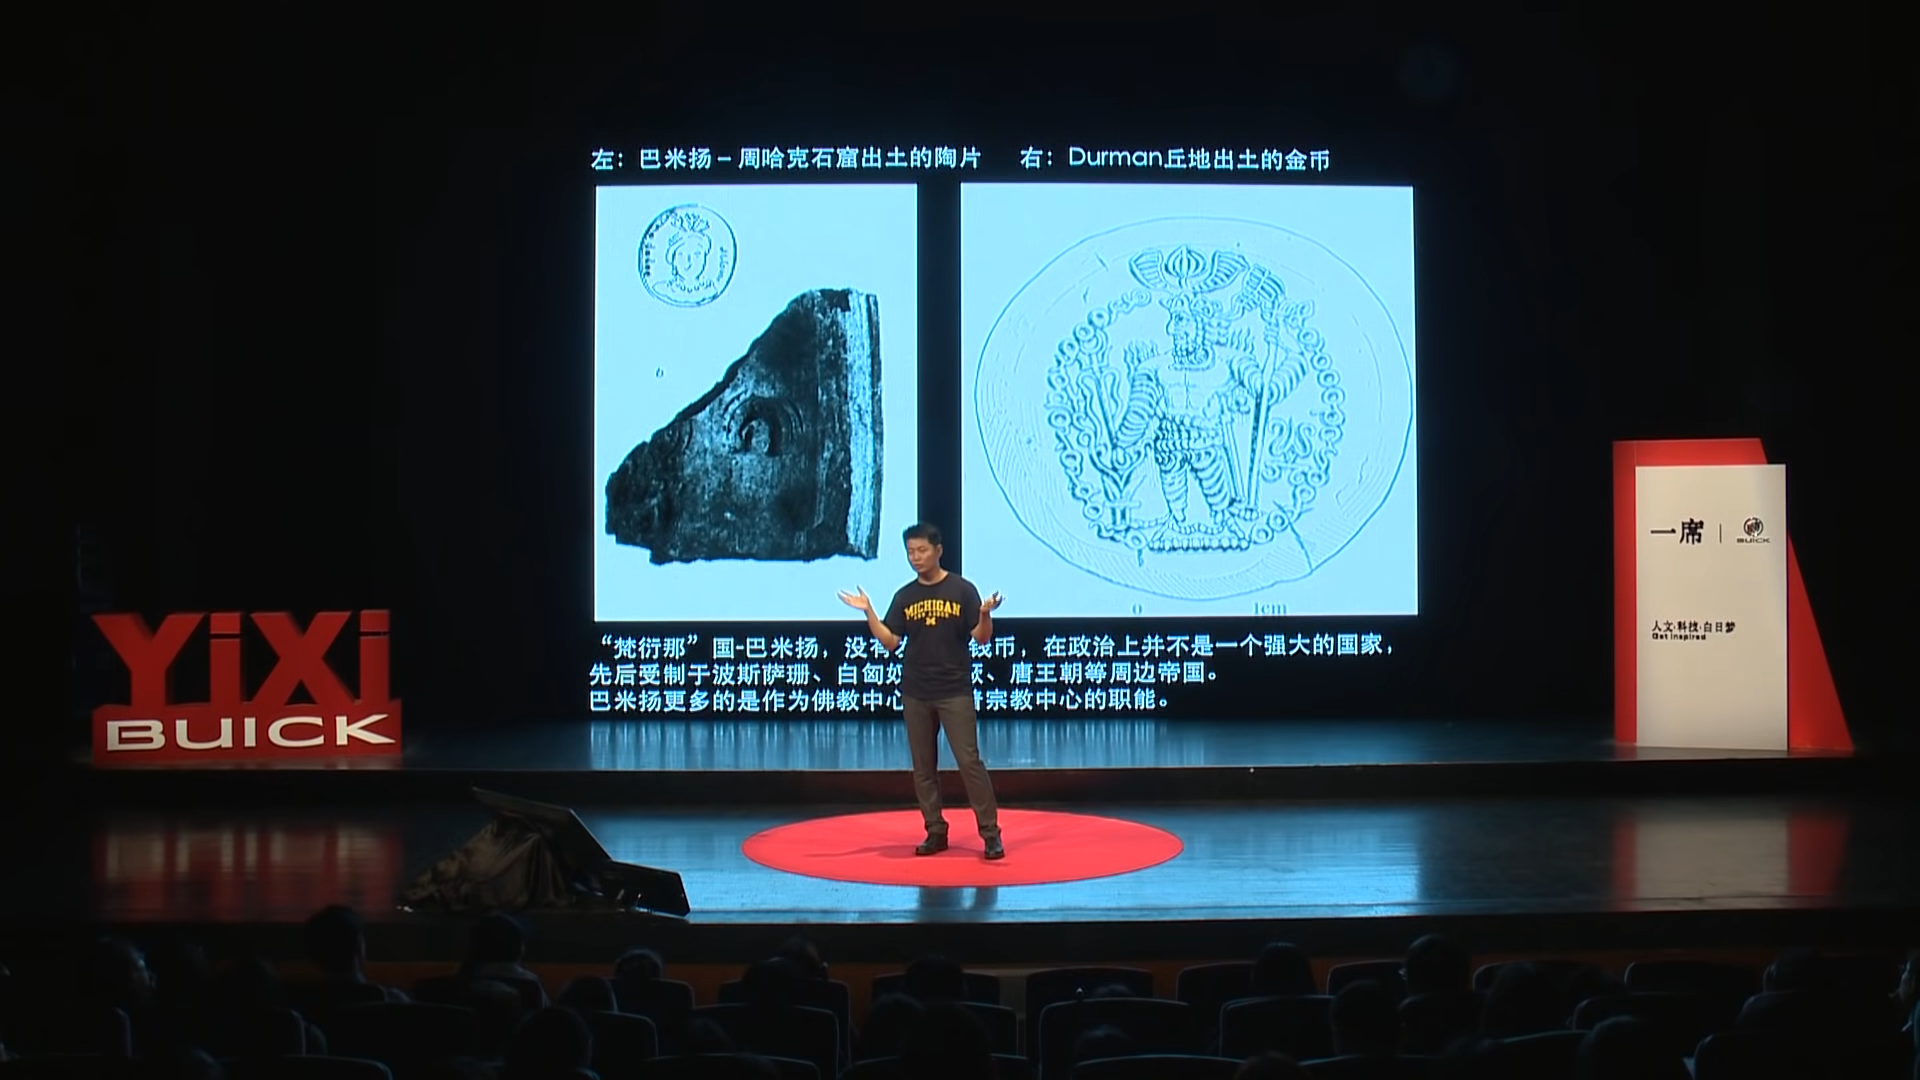 左：巴米扬－周哈克石窟出土的陶片 右：Durman丘地出土的金币
6
0 1cm
“梵衍那”国-巴米扬，没有 钱币，在政治上并不是一个强大的国家，
先后受制于波斯萨珊、白匈奴 、唐王朝等周边帝国。
巴米扬更多的是作为佛教中心 宗教中心的职能。
YiXi
BUICK
MICHIGAN
M
一席 | BUICK
人文·科技·白日梦
Get inspired